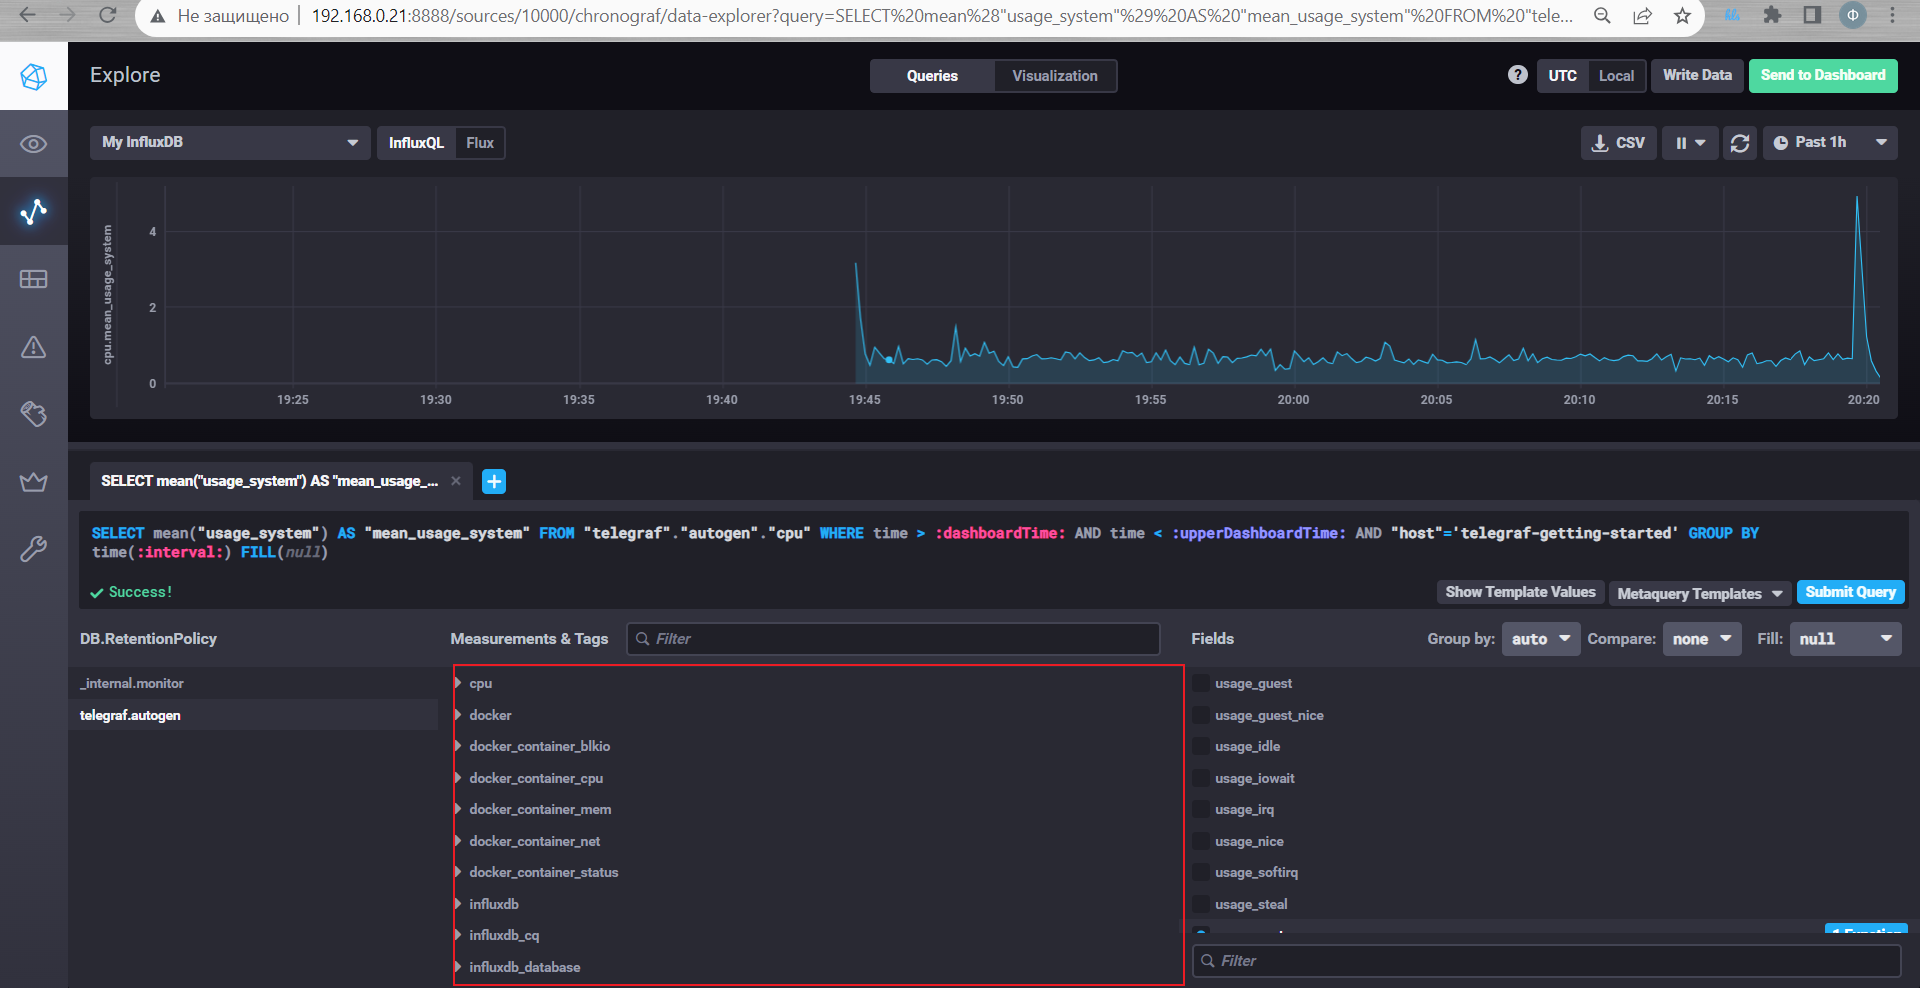 Не защищено 192.168.0.21:8888/sources/10000/chronograf/data-explorer?query=SELECT%20mean%28"usage_system"%29%20AS%20"mean_usage_system"%20FROM%20"tele... Ф
Explore Queries Visualization ? UTC Local Write Data Send to Dashboard
My InfluxDB InfluxQL Flux CSV Past 1h
cpu.mean_usage_system
4
2
0
19:25 19:30 19:35 19:40 19:45 19:50 19:55 20:00 20:05 20:10 20:15 20:20
SELECT mean("usage_system") AS "mean_usage_... × +
SELECT mean("usage_system") AS "mean_usage_system" FROM "telegraf"."autogen"."cpu" WHERE time > :dashboardTime: AND time < :upperDashboardTime: AND "host"='telegraf-getting-started' GROUP BY
time(:interval:) FILL(null)
Success! Show Template Values Metaquery Templates Submit Query
DB.RetentionPolicy Measurements & Tags Filter Fields Group by: auto Compare: none Fill: null
_internal.monitor cpu usage_guest
telegraf.autogen docker usage_guest_nice
docker_container_blkio usage_idle
docker_container_cpu usage_iowait
docker_container_mem usage_irq
docker_container_net usage_nice
docker_container_status usage_softirq
influxdb usage_steal
influxdb_cq
influxdb_database Filter